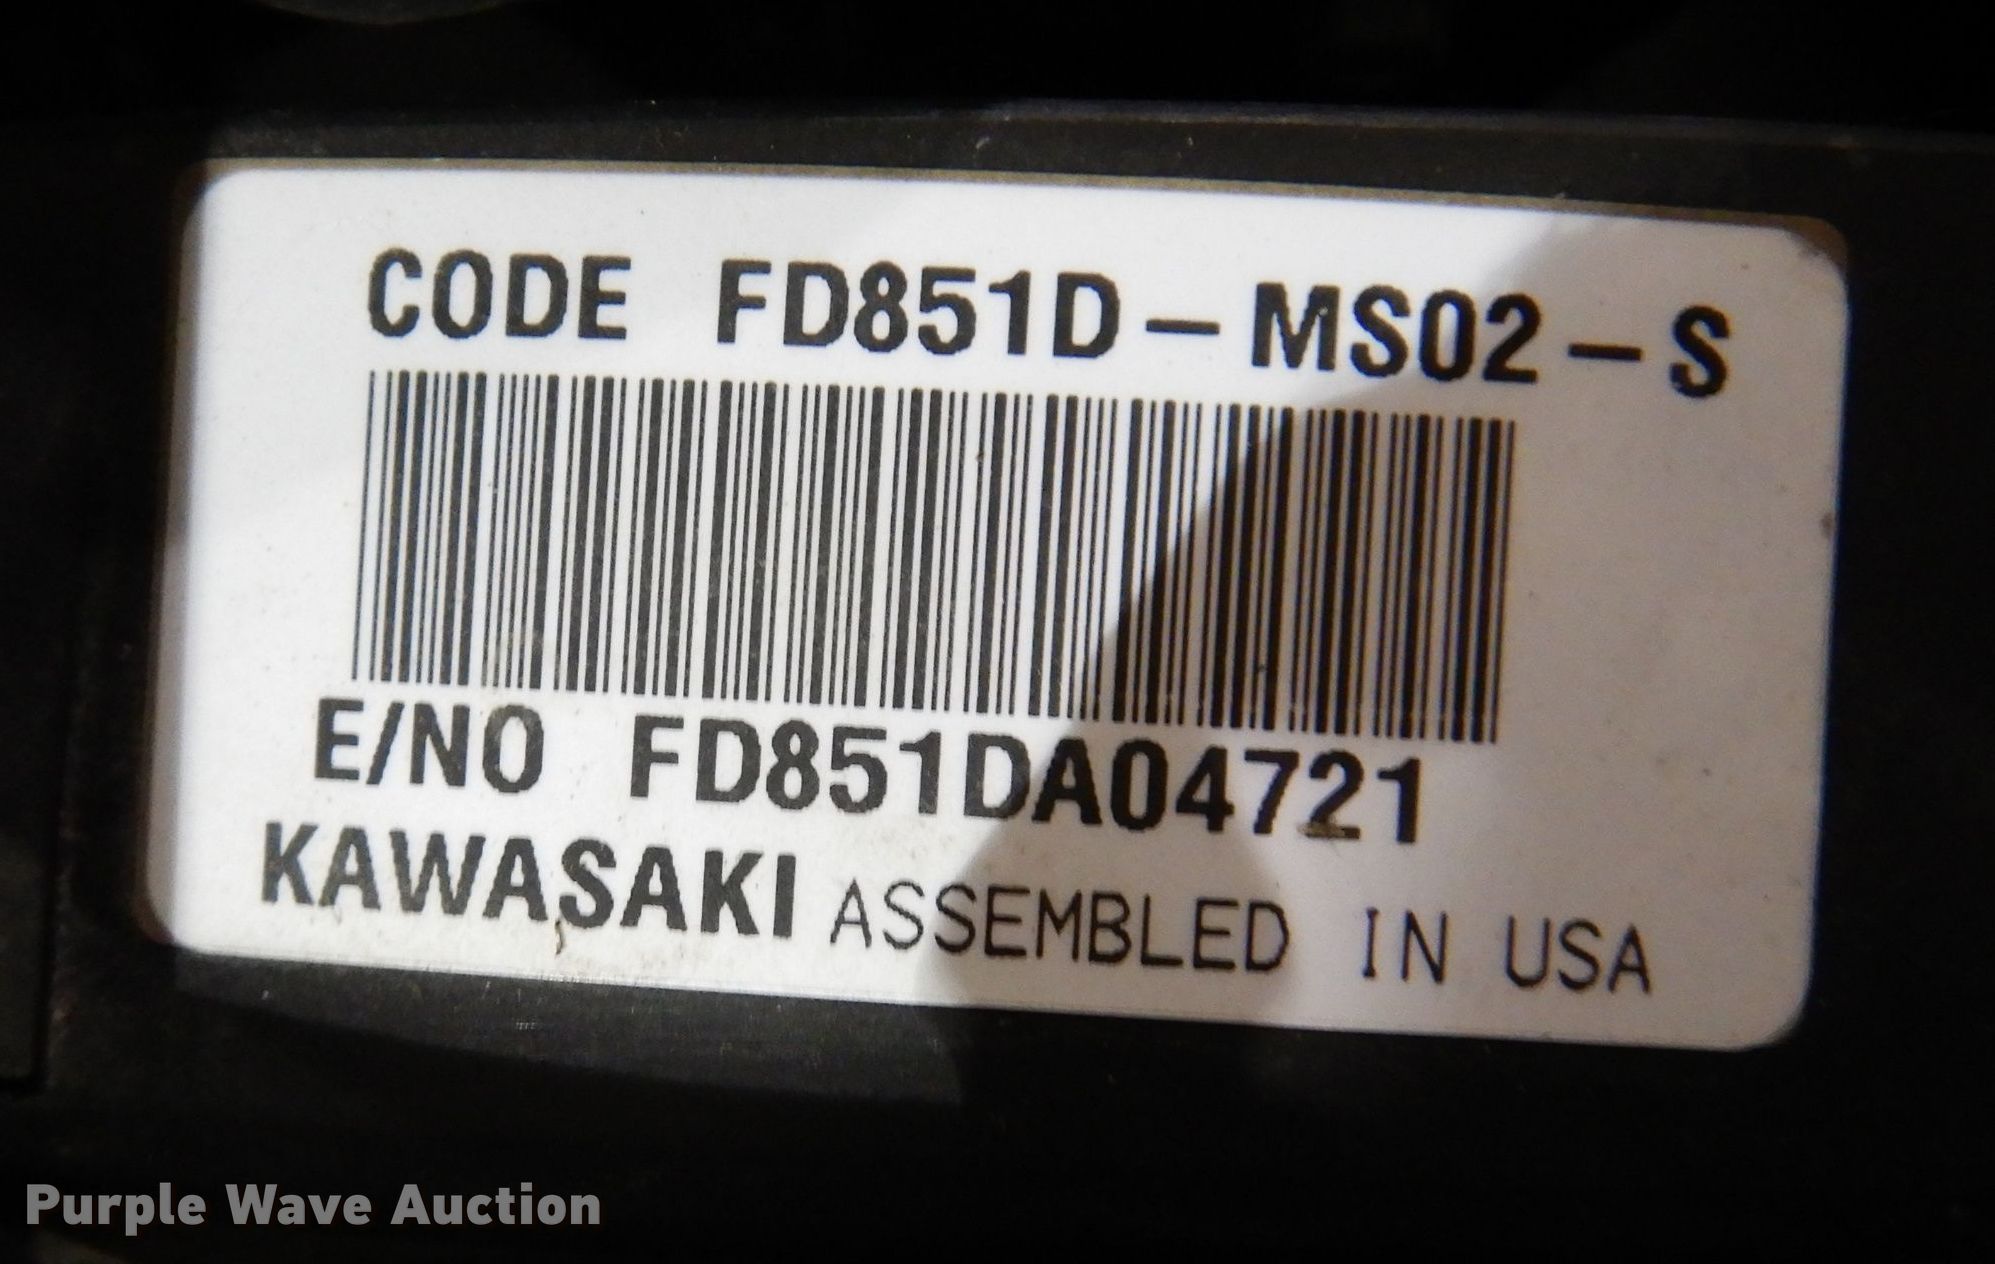 CODE FD851D-MS02-S
E/NO FD851DA04721
KAWASAKI ASSEMBLED IN USA
Purple Wave Auction